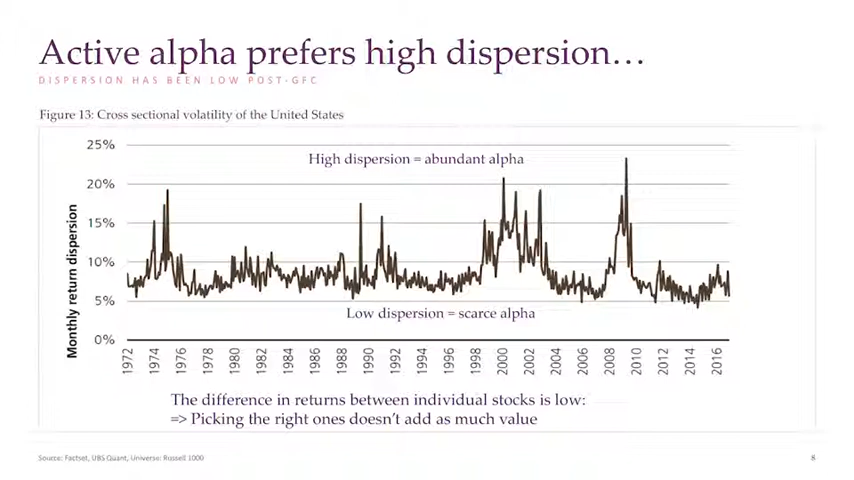 Active alpha prefers high dispersion…
DISPERSION HAS BEEN LOW POST-GFC
Figure 13: Cross sectional volatility of the United States
25%
High dispersion = abundant alpha
20%
15%
10%
5%
Low dispersion = scarce alpha
0%
Monthly return dispersion
1972 1974 1976 1978 1980 1982 1984 1986 1988 1990 1992 1994 1996 1998 2000 2002 2004 2006 2008 2010 2012 2014 2016
The difference in returns between individual stocks is low:
=> Picking the right ones doesn't add as much value
Source: Factset, UBS Quant, Universe: Russell 1000
8